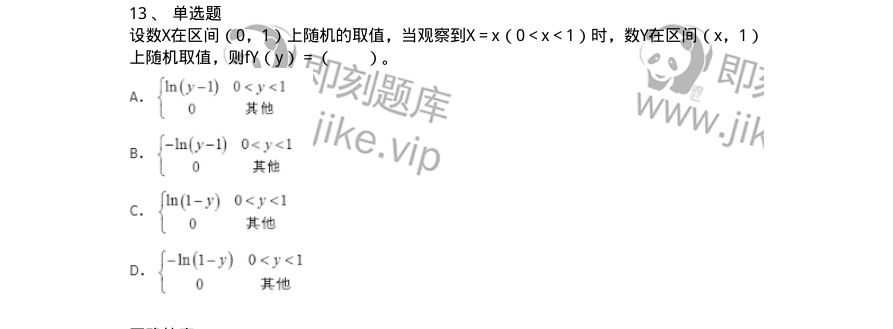 13 、 单选题
设数X在区间（0，1）上随机的取值，当观察到X = x（0 < x < 1）时，数Y在区间（x，1）
上随机取值，则fY（y）=（　　）。
A. { ln(y−1) 0<y<1
0 其他
B. { −ln(y−1) 0<y<1
0 其他
C. { ln(1−y) 0<y<1
0 其他
D. { −ln(1−y) 0<y<1
0 其他
即刻题库
jike.vip
即
www.jik